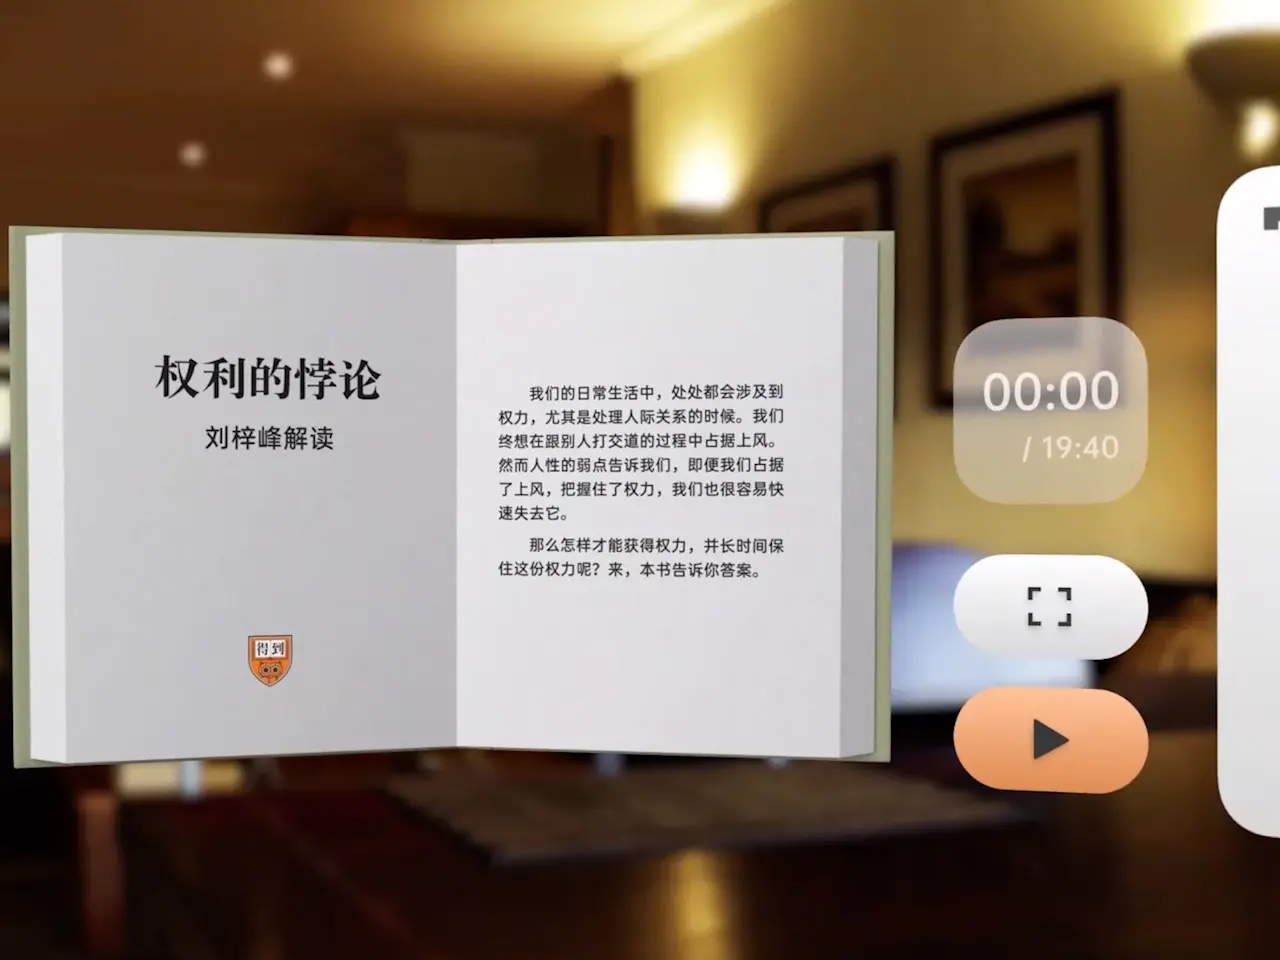 权利的悖论
刘梓峰解读
得到
我们的日常生活中，处处都会涉及到
权力，尤其是处理人际关系的时候。我们
终想在跟别人打交道的过程中占据上风。
然而人性的弱点告诉我们，即便我们占据
了上风，把握住了权力，我们也很容易快
速失去它。
那么怎样才能获得权力，并长时间保
住这份权力呢？来，本书告诉你答案。
00:00
/ 19:40